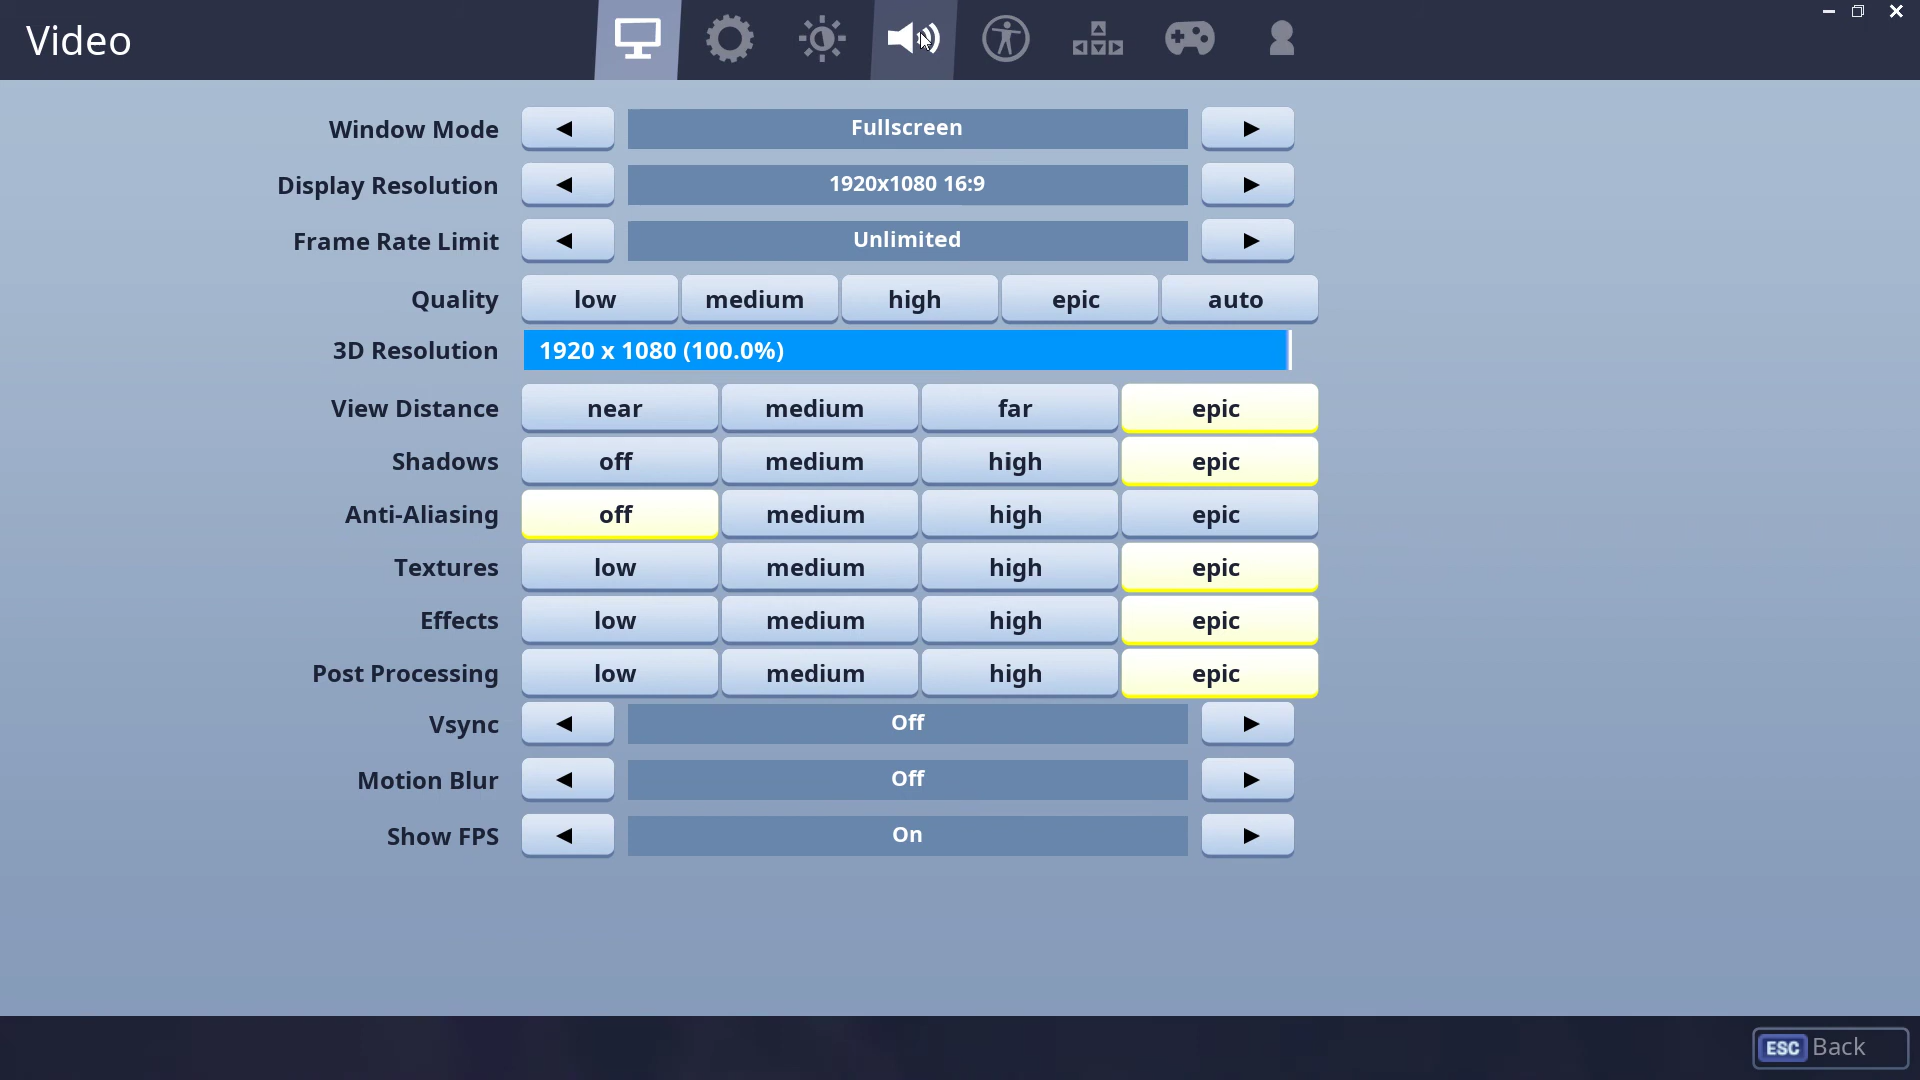 Video
Window Mode Fullscreen
Display Resolution 1920x1080 16:9
Frame Rate Limit Unlimited
Quality low medium high epic auto
3D Resolution 1920 x 1080 (100.0%)
View Distance near medium far epic
Shadows off medium high epic
Anti-Aliasing off medium high epic
Textures low medium high epic
Effects low medium high epic
Post Processing low medium high epic
Vsync Off
Motion Blur Off
Show FPS On
ESC Back